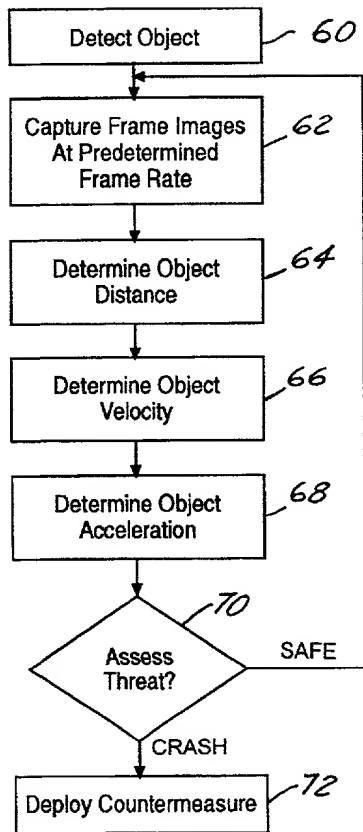 Detect Object
60
Capture Frame Images
At Predetermined
Frame Rate
62
Determine Object
Distance
64
Determine Object
Velocity
66
Determine Object
Acceleration
68
Assess
Threat?
70
SAFE
CRASH
Deploy Countermeasure
72